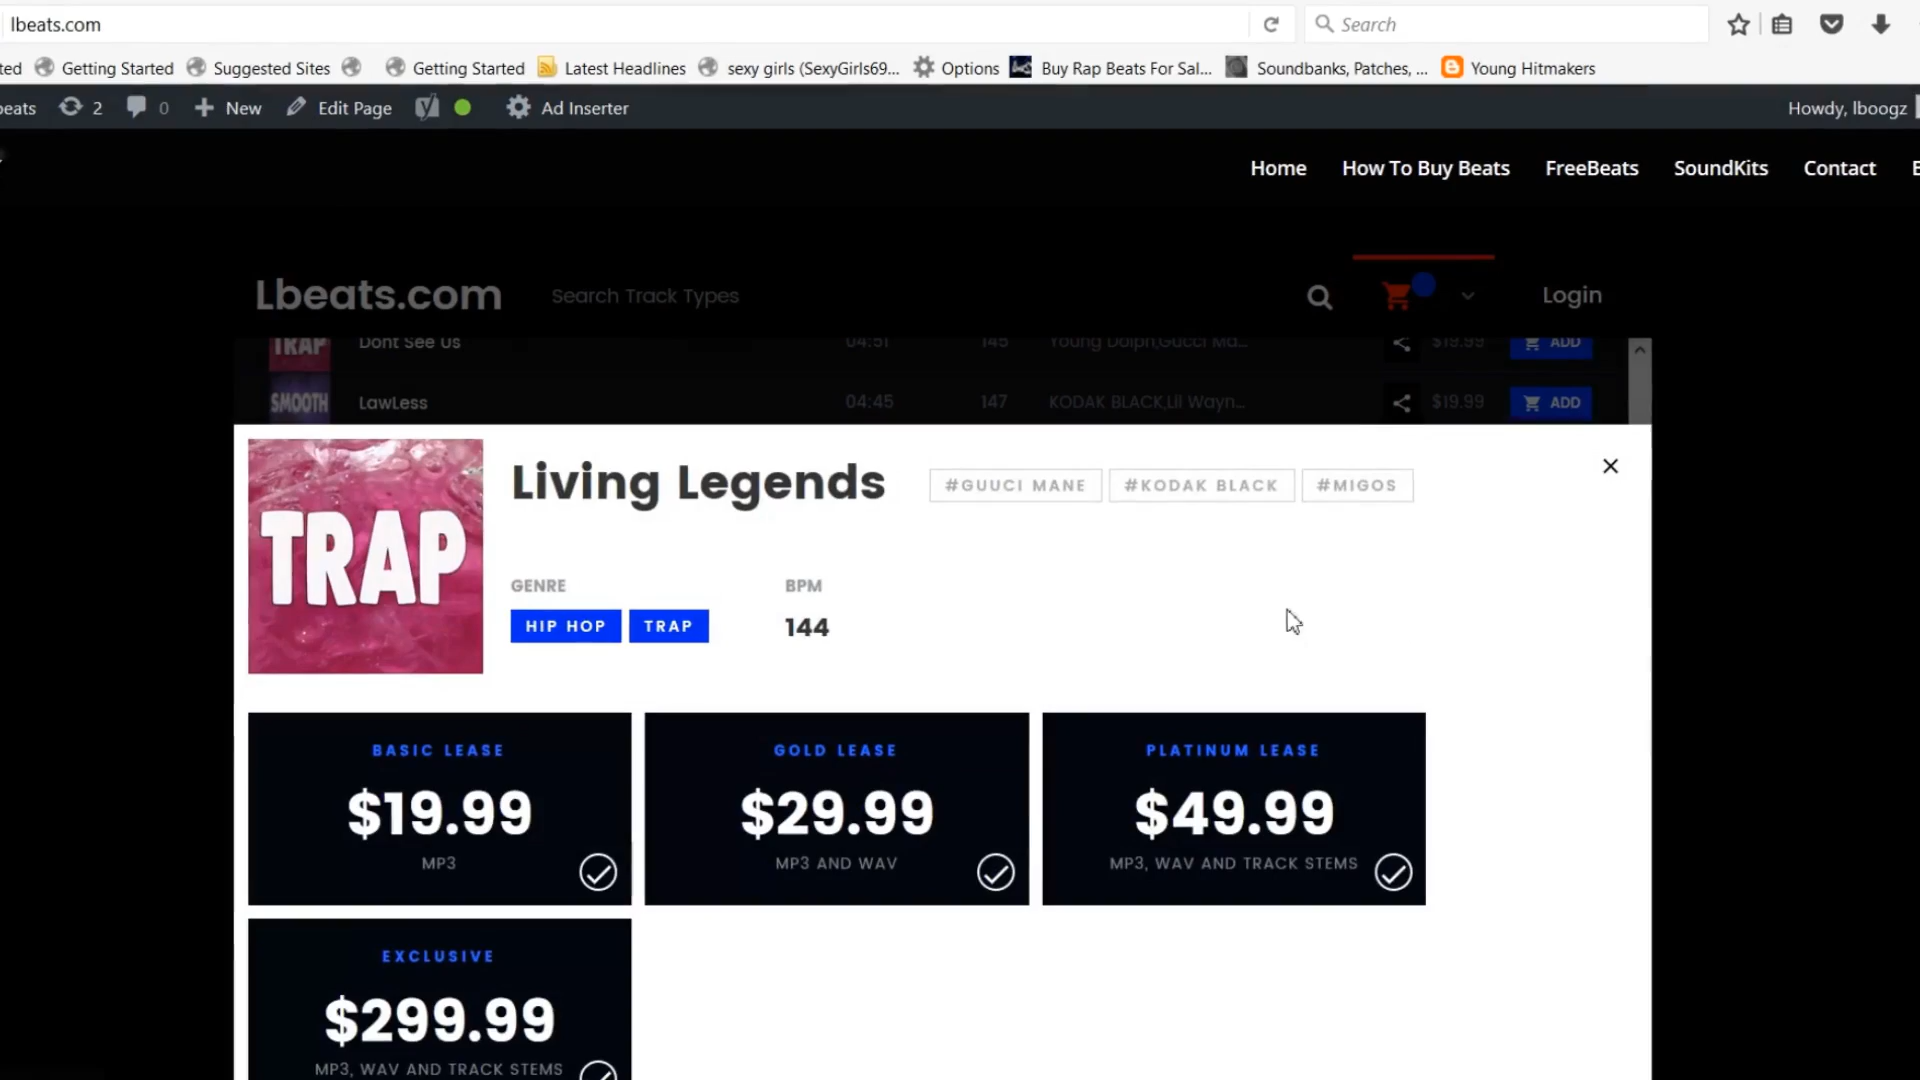 lbeats.com
Search
ted Getting Started Suggested Sites Getting Started Latest Headlines sexy girls (SexyGirls69... Options Buy Rap Beats For Sal... Soundbanks, Patches, ... Young Hitmakers
beats 2 0 New Edit Page Ad Inserter Howdy, lboogz
Home How To Buy Beats FreeBeats SoundKits Contact
Lbeats.com Search Track Types Login
TRAP Dont See Us 04:51 145 Young Dolph,Gucci Ma... $19.99 ADD
SMOOTH LawLess 04:45 147 KODAK BLACK,Lil Wayn... $19.99 ADD
Living Legends #GUUCI MANE #KODAK BLACK #MIGOS
TRAP
GENRE BPM
HIP HOP TRAP 144
BASIC LEASE GOLD LEASE PLATINUM LEASE
$19.99 $29.99 $49.99
MP3 MP3 AND WAV MP3, WAV AND TRACK STEMS
EXCLUSIVE
$299.99
MP3, WAV AND TRACK STEMS